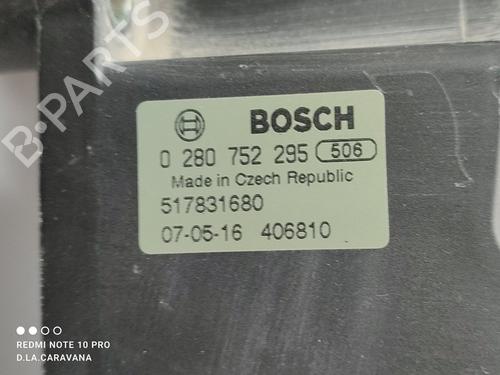 B-PARTS
BOSCH
0 280 752 295 506
Made in Czech Republic
517831680
07-05-16 406810
REDMI NOTE 10 PRO
D.LA.CARAVANA